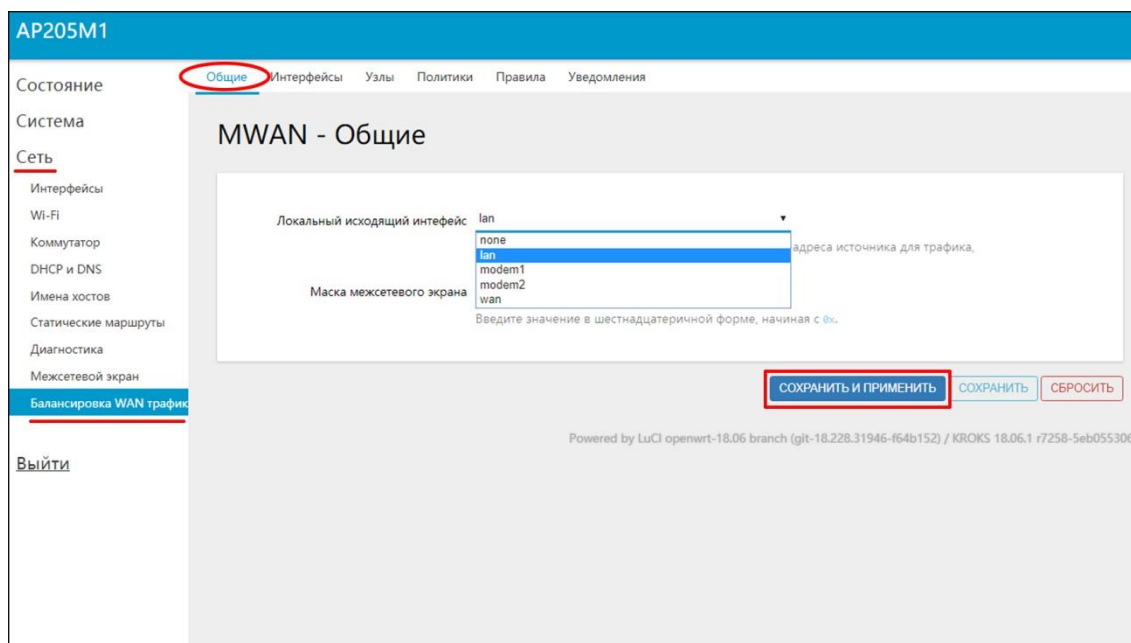 AP205M1
Состояние
Система
Сеть
Интерфейсы
Wi-Fi
Коммутатор
DHCP и DNS
Имена хостов
Статические маршруты
Диагностика
Межсетевой экран
Балансировка WAN трафик
Выйти
Общие Интерфейсы Узлы Политики Правила Уведомления
MWAN - Общие
Локальный исходящий интефейс lan
none
lan
modem1
modem2
wan
адреса источника для трафика,
Маска межсетевого экрана
Введите значение в шестнадцатеричной форме, начиная с 0x.
СОХРАНИТЬ И ПРИМЕНИТЬ СОХРАНИТЬ СБРОСИТЬ
Powered by LuCI openwrt-18.06 branch (git-18.228.31946-f64b152) / KROKS 18.06.1 r7258-5eb055306